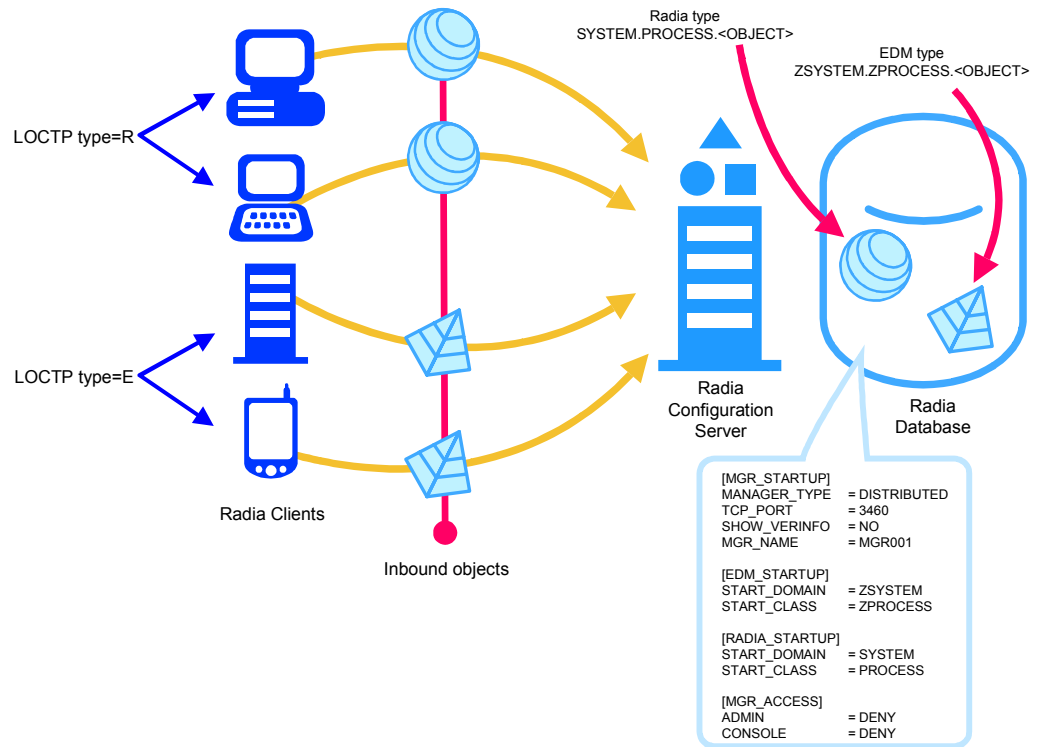 Radia type
SYSTEM.PROCESS.<OBJECT>
EDM type
ZSYSTEM.ZPROCESS.<OBJECT>
LOCTP type=R
LOCTP type=E
Radia Clients
Inbound objects
Radia
Configuration
Server
Radia
Database
[MGR_STARTUP]
MANAGER_TYPE = DISTRIBUTED
TCP_PORT = 3460
SHOW_VERINFO = NO
MGR_NAME = MGR001
[EDM_STARTUP]
START_DOMAIN = ZSYSTEM
START_CLASS = ZPROCESS
[RADIA_STARTUP]
START_DOMAIN = SYSTEM
START_CLASS = PROCESS
[MGR_ACCESS]
ADMIN = DENY
CONSOLE = DENY